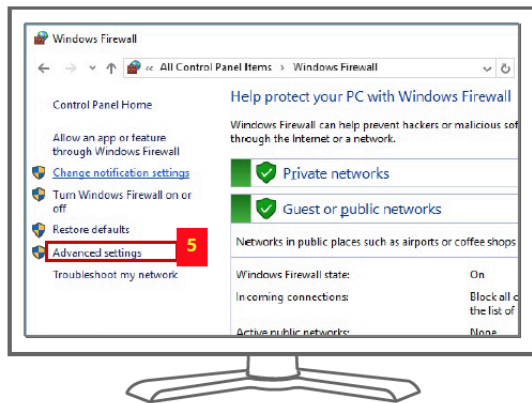 Windows Firewall
« All Control Panel Items › Windows Firewall
Control Panel Home
Allow an app or feature
through Windows Firewall
Change notification settings
Turn Windows Firewall on or
off
Restore defaults
Advanced settings
5
Troubleshoot my network
Help protect your PC with Windows Firewall
Windows Firewall can help prevent hackers or malicious sof
through the Internet or a network.
Private networks
Guest or public networks
Networks in public places such as airports or coffee shops
Windows Firewall state: On
Incoming connections: Block all c
the list of
Active public networks: None